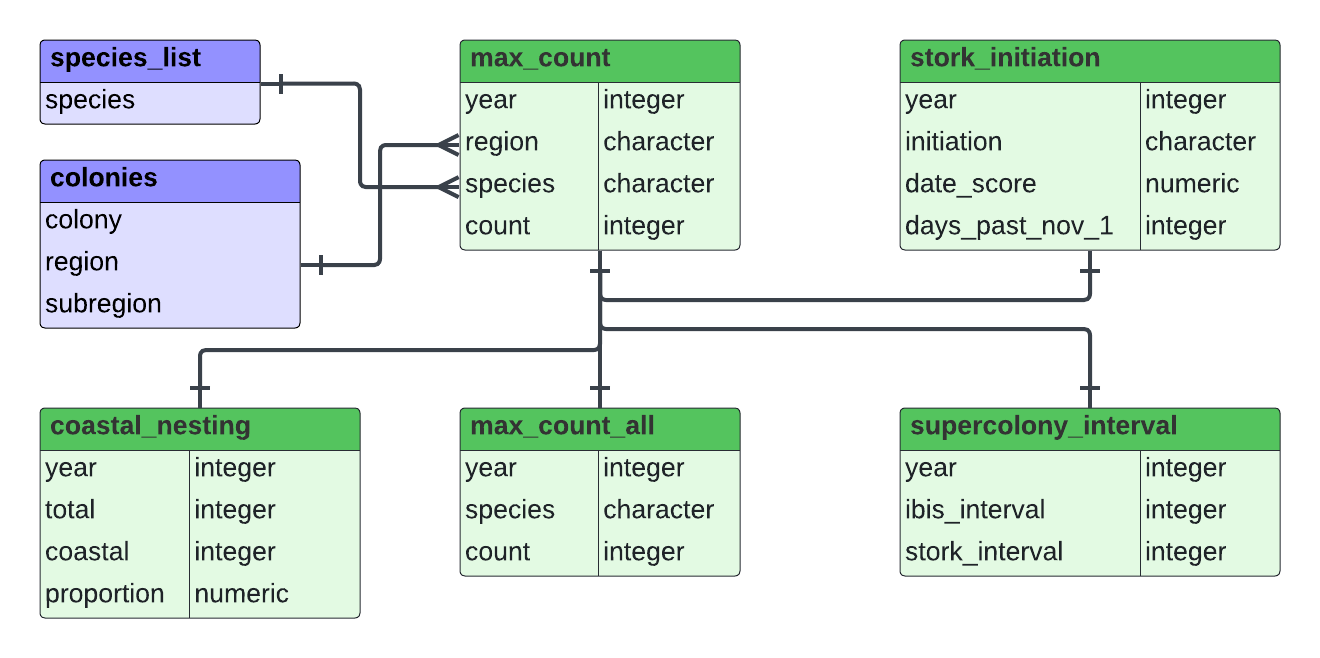 species_list
species
colonies
colony
region
subregion
max_count
year integer
region character
species character
count integer
stork_initiation
year integer
initiation character
date_score numeric
days_past_nov_1 integer
coastal_nesting
year integer
total integer
coastal integer
proportion numeric
max_count_all
year integer
species character
count integer
supercolony_interval
year integer
ibis_interval integer
stork_interval integer